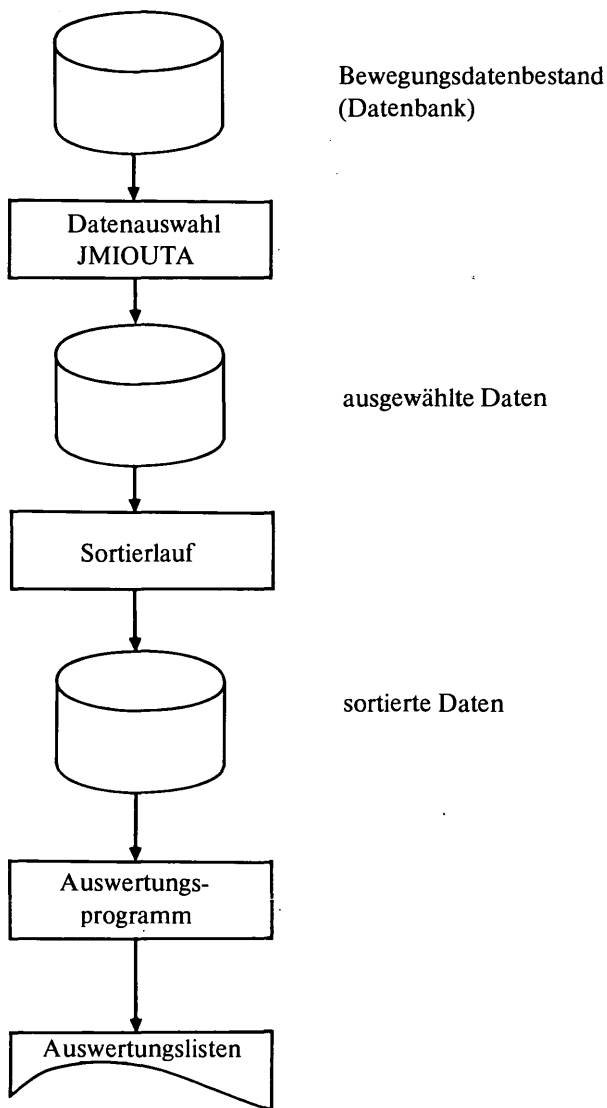 Bewegungsdatenbestand
(Datenbank)
Datenauswahl
JMIOUTA
ausgewählte Daten
Sortierlauf
sortierte Daten
Auswertungs-
programm
Auswertungslisten